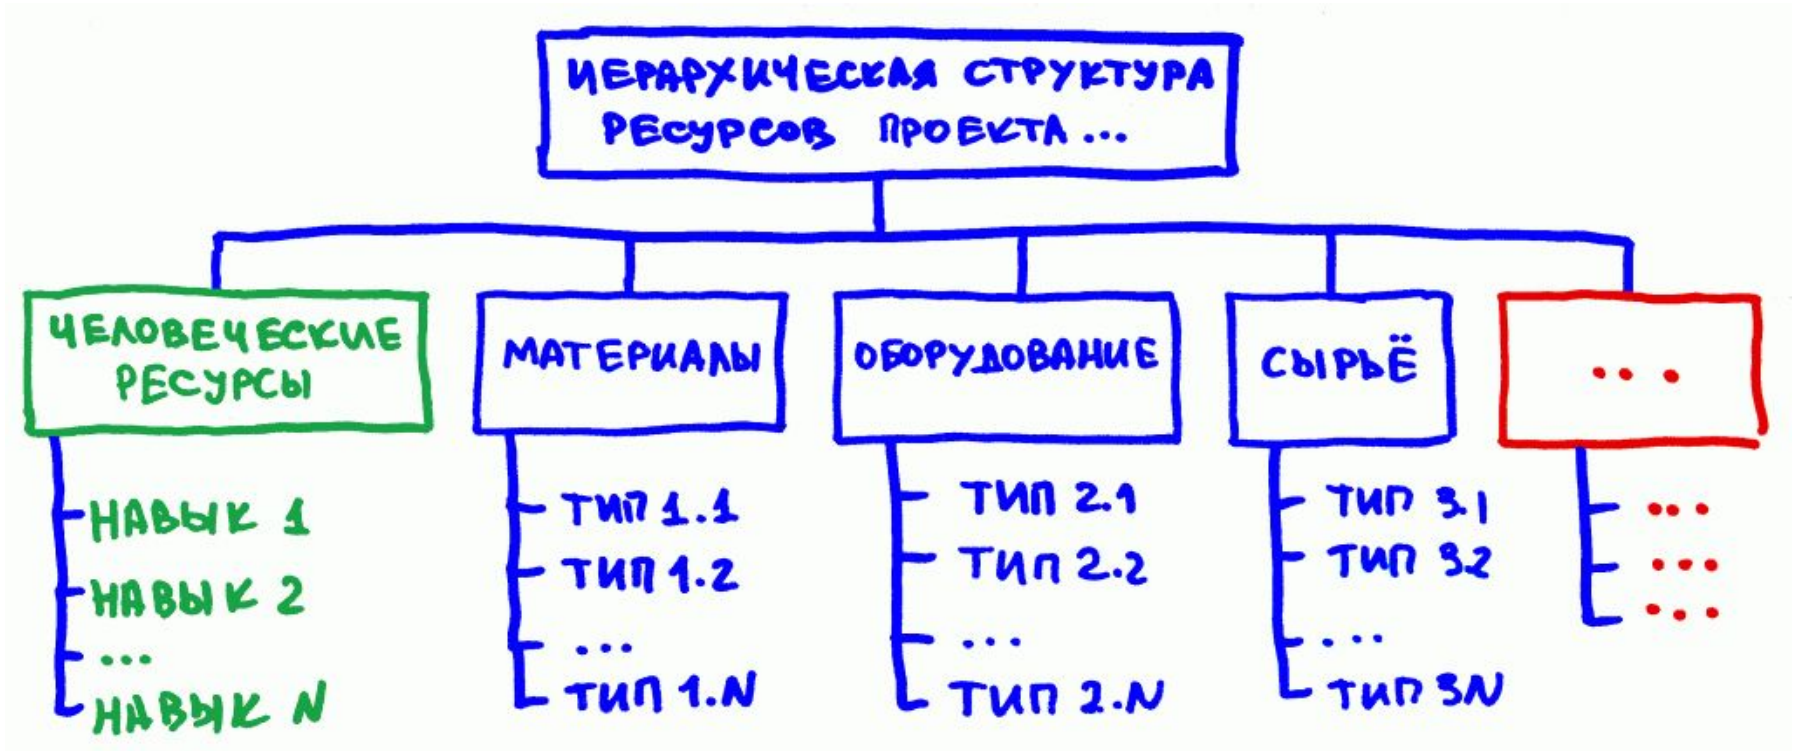 ИЕРАРХИЧЕСКАЯ СТРУКТУРА
РЕСУРСОВ ПРОЕКТА...
ЧЕЛОВЕЧЕСКИЕ
РЕСУРСЫ
НАВЫК 1
НАВЫК 2
...
НАВЫК N
МАТЕРИАЛЫ
ТИП 1.1
ТИП 1.2
...
ТИП 1.N
ОБОРУДОВАНИЕ
ТИП 2.1
ТИП 2.2
...
ТИП 2.N
СЫРЬЁ
ТИП 3.1
ТИП 3.2
...
ТИП 3.N
...
...
...
...